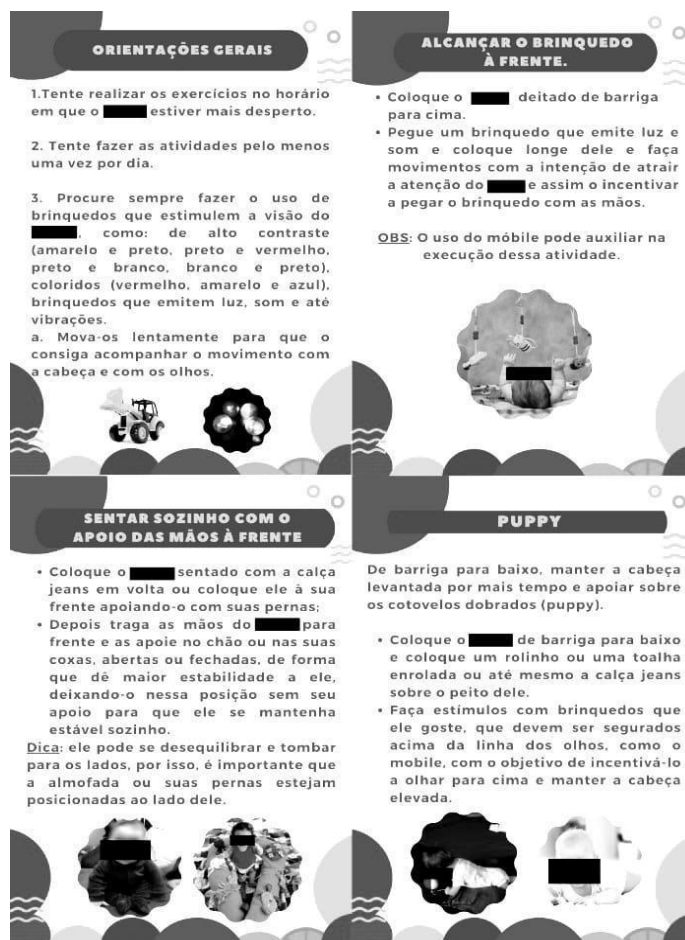 ORIENTAÇÕES GERAIS
1.Tente realizar os exercícios no horário
em que o estiver mais desperto.
2. Tente fazer as atividades pelo menos
uma vez por dia.
3. Procure sempre fazer o uso de
brinquedos que estimulem a visão do
, como: de alto contraste
(amarelo e preto, preto e vermelho,
preto e branco, branco e preto),
coloridos (vermelho, amarelo e azul),
brinquedos que emitem luz, som e até
vibrações.
a. Mova-os lentamente para que o
consiga acompanhar o movimento com
a cabeça e com os olhos.
ALCANÇAR O BRINQUEDO
À FRENTE.
• Coloque o deitado de barriga
para cima.
• Pegue um brinquedo que emite luz e
som e coloque longe dele e faça
movimentos com a intenção de atrair
a atenção do e assim o incentivar
a pegar o brinquedo com as mãos.
OBS: O uso do móbile pode auxiliar na
execução dessa atividade.
SENTAR SOZINHO COM O
APOIO DAS MÃOS À FRENTE
• Coloque o sentado com a calça
jeans em volta ou coloque ele à sua
frente apoiando-o com suas pernas;
• Depois traga as mãos do para
frente e as apoie no chão ou nas suas
coxas, abertas ou fechadas, de forma
que dê maior estabilidade a ele,
deixando-o nessa posição sem seu
apoio para que ele se mantenha
estável sozinho.
Dica: ele pode se desequilibrar e tombar
para os lados, por isso, é importante que
a almofada ou suas pernas estejam
posicionadas ao lado dele.
PUPPY
De barriga para baixo, manter a cabeça
levantada por mais tempo e apoiar sobre
os cotovelos dobrados (puppy).
• Coloque o de barriga para baixo
e coloque um rolinho ou uma toalha
enrolada ou até mesmo a calça jeans
sobre o peito dele.
• Faça estímulos com brinquedos que
ele goste, que devem ser segurados
acima da linha dos olhos, como o
mobile, com o objetivo de incentivá-lo
a olhar para cima e manter a cabeça
elevada.